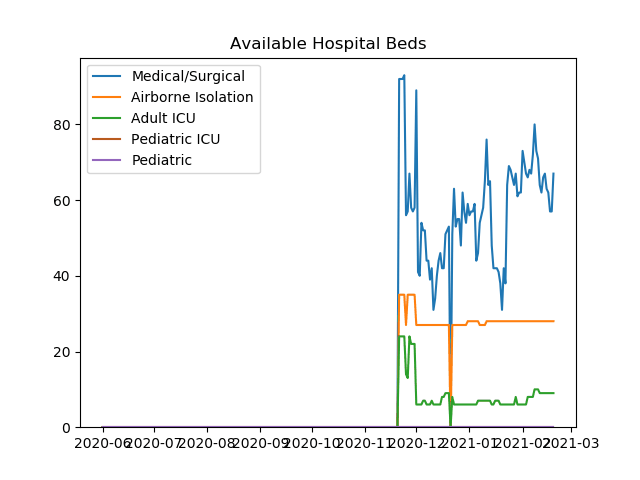 Available Hospital Beds
Medical/Surgical
Airborne Isolation
Adult ICU
Pediatric ICU
Pediatric
80
60
40
20
0
2020-06 2020-07 2020-08 2020-09 2020-10 2020-11 2020-12 2021-01 2021-02 2021-03